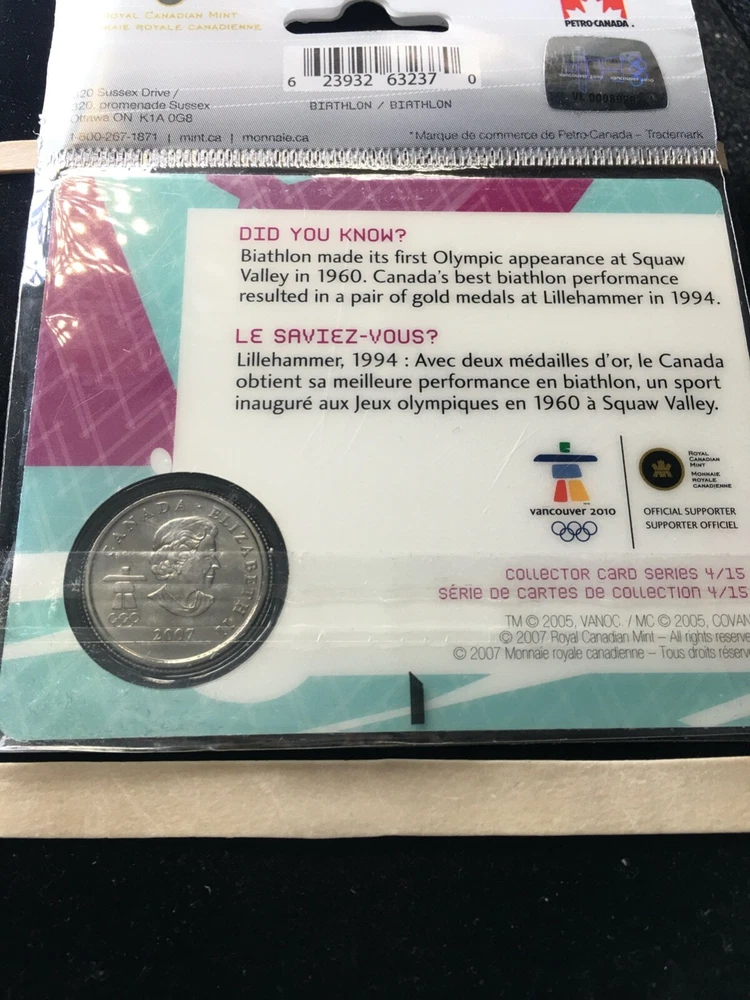 ROYAL CANADIAN MINT
MONNAIE ROYALE CANADIENNE
PETRO-CANADA
6 23932 63237 0
BIATHLON / BIATHLON
320 Sussex Drive /
320, promenade Sussex
Ottawa ON K1A 0G8
1-800-267-1871 | mint.ca | monnaie.ca
*Marque de commerce de Petro-Canada – Trademark
DID YOU KNOW?
Biathlon made its first Olympic appearance at Squaw
Valley in 1960. Canada's best biathlon performance
resulted in a pair of gold medals at Lillehammer in 1994.
LE SAVIEZ-VOUS?
Lillehammer, 1994 : Avec deux médailles d'or, le Canada
obtient sa meilleure performance en biathlon, un sport
inauguré aux Jeux olympiques en 1960 à Squaw Valley.
vancouver 2010
ROYAL
CANADIAN
MINT
MONNAIE
ROYALE
CANADIENNE
OFFICIAL SUPPORTER
SUPPORTER OFFICIEL
CANADA · ELIZABETH II
2007
COLLECTOR CARD SERIES 4/15
SÉRIE DE CARTES DE COLLECTION 4/15
TM © 2005, VANOC. / MC © 2005, COVAN
© 2007 Royal Canadian Mint – All rights reserve
© 2007 Monnaie royale canadienne – Tous droits réserv